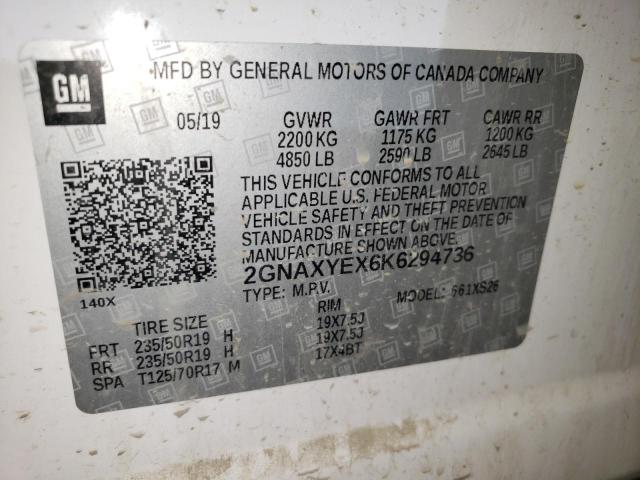 GM
MFD BY GENERAL MOTORS OF CANADA COMPANY
05/19 GVWR GAWR FRT CAWR RR
2200 KG 1175 KG 1200 KG
4850 LB 2590 LB 2645 LB
THIS VEHICLE CONFORMS TO ALL
APPLICABLE U.S. FEDERAL MOTOR
VEHICLE SAFETY AND THEFT PREVENTION
STANDARDS IN EFFECT ON THE DATE OF
MANUFACTURE SHOWN ABOVE.
2GNAXYEX6K6294736
TYPE: M.P.V. MODEL: 661XS26
140X
TIRE SIZE RIM
FRT 235/50R19 H 19X7.5J
RR 235/50R19 H 19X7.5J
SPA T125/70R17 M 17X4BT